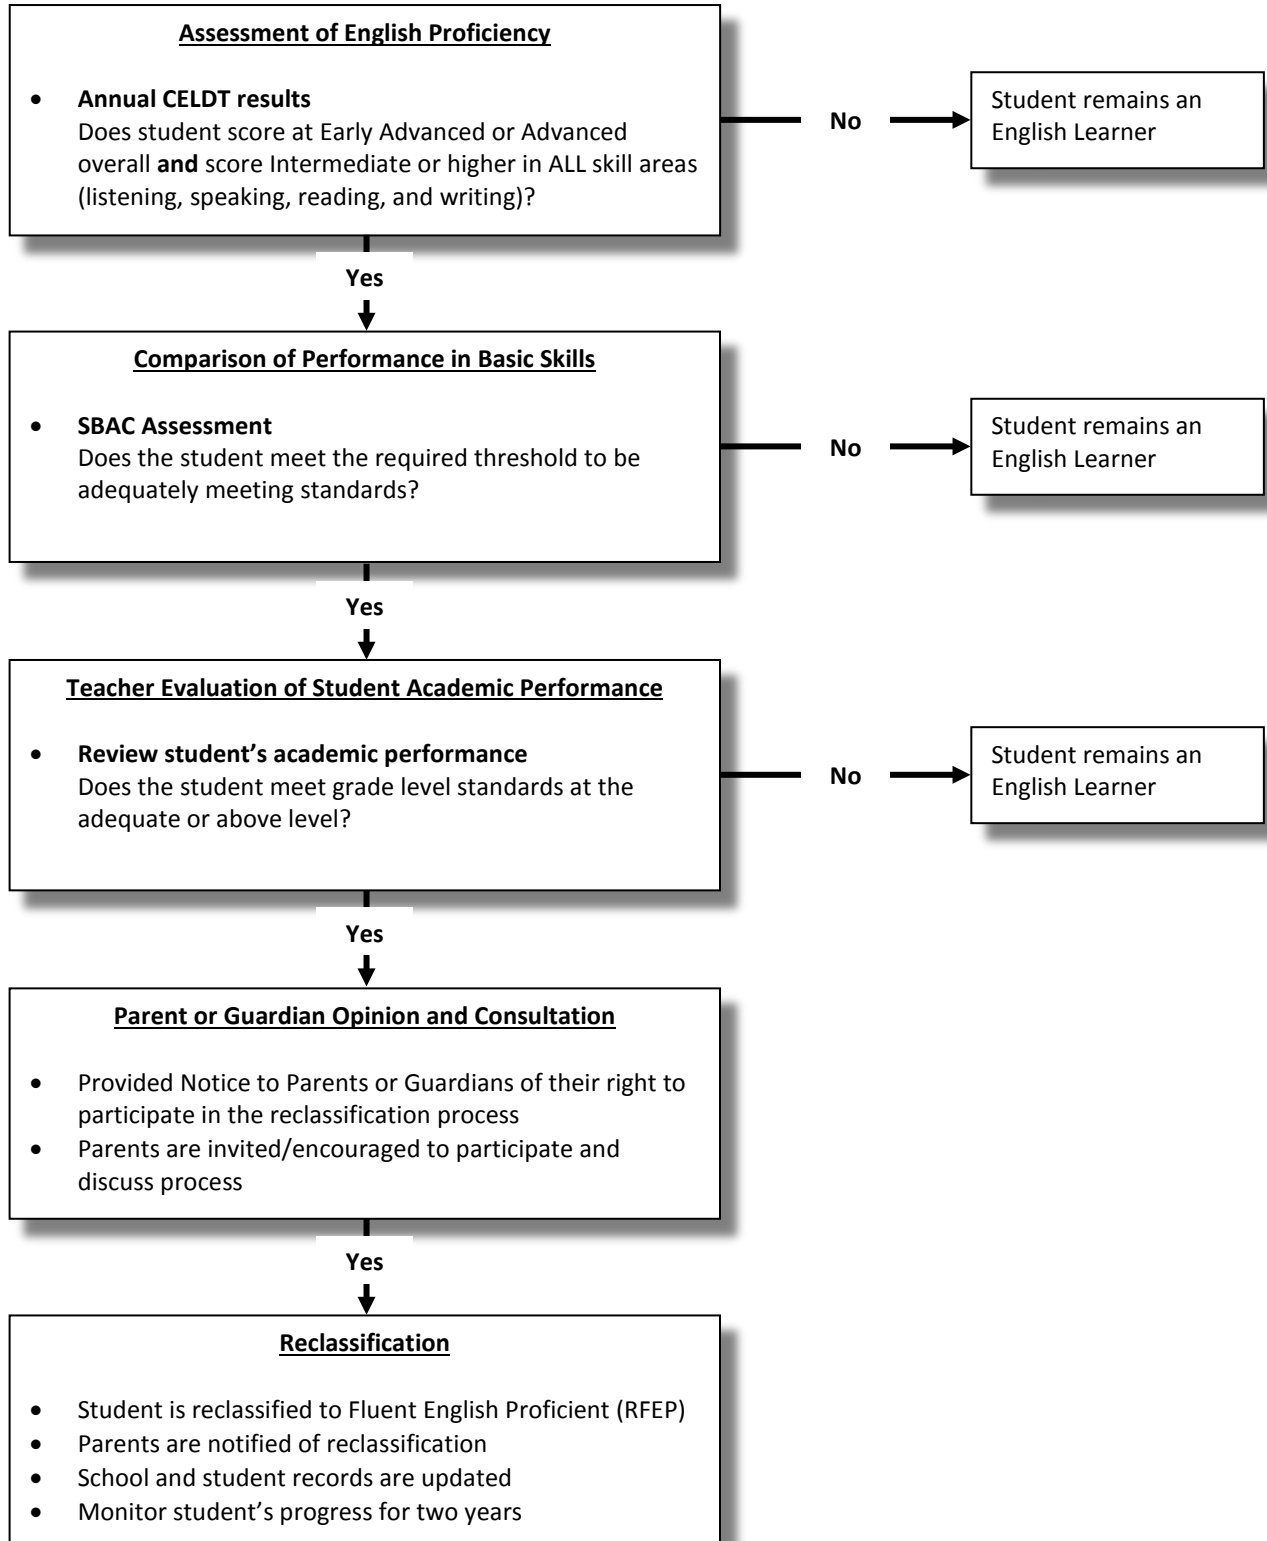 Assessment of English Proficiency
• Annual CELDT results
Does student score at Early Advanced or Advanced
overall and score Intermediate or higher in ALL skill areas
(listening, speaking, reading, and writing)?
No
Student remains an
English Learner
Yes
Comparison of Performance in Basic Skills
• SBAC Assessment
Does the student meet the required threshold to be
adequately meeting standards?
No
Student remains an
English Learner
Yes
Teacher Evaluation of Student Academic Performance
• Review student’s academic performance
Does the student meet grade level standards at the
adequate or above level?
No
Student remains an
English Learner
Yes
Parent or Guardian Opinion and Consultation
• Provided Notice to Parents or Guardians of their right to
participate in the reclassification process
• Parents are invited/encouraged to participate and
discuss process
Yes
Reclassification
• Student is reclassified to Fluent English Proficient (RFEP)
• Parents are notified of reclassification
• School and student records are updated
• Monitor student’s progress for two years